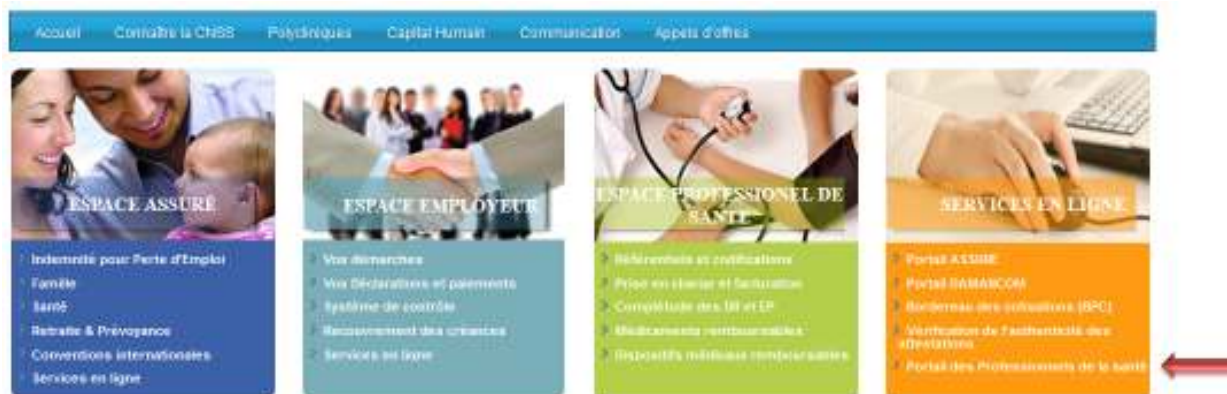 Accueil Connaître la CNSS Polycliniques Capital Humain Communication Appels d'offres
ESPACE ASSURÉ
Indemnité pour Perte d'Emploi
Famille
Santé
Retraite & Prévoyance
Conventions internationales
Services en ligne
ESPACE EMPLOYEUR
Vos démarches
Vos Déclarations et paiements
Système de contrôle
Recouvrement des créances
Services en ligne
ESPACE PROFESSIONEL DE
SANTÉ
Référentiels et codifications
Prise en charge et facturation
Complétude des DR et EP
Médicaments remboursables
Dispositifs médicaux remboursables
SERVICES EN LIGNE
Portail ASSURE
Portail DAMANCOM
Bordereau des cotisations (BPC)
Vérification de l'authenticité des
attestations
Portail des Professionnels de la santé